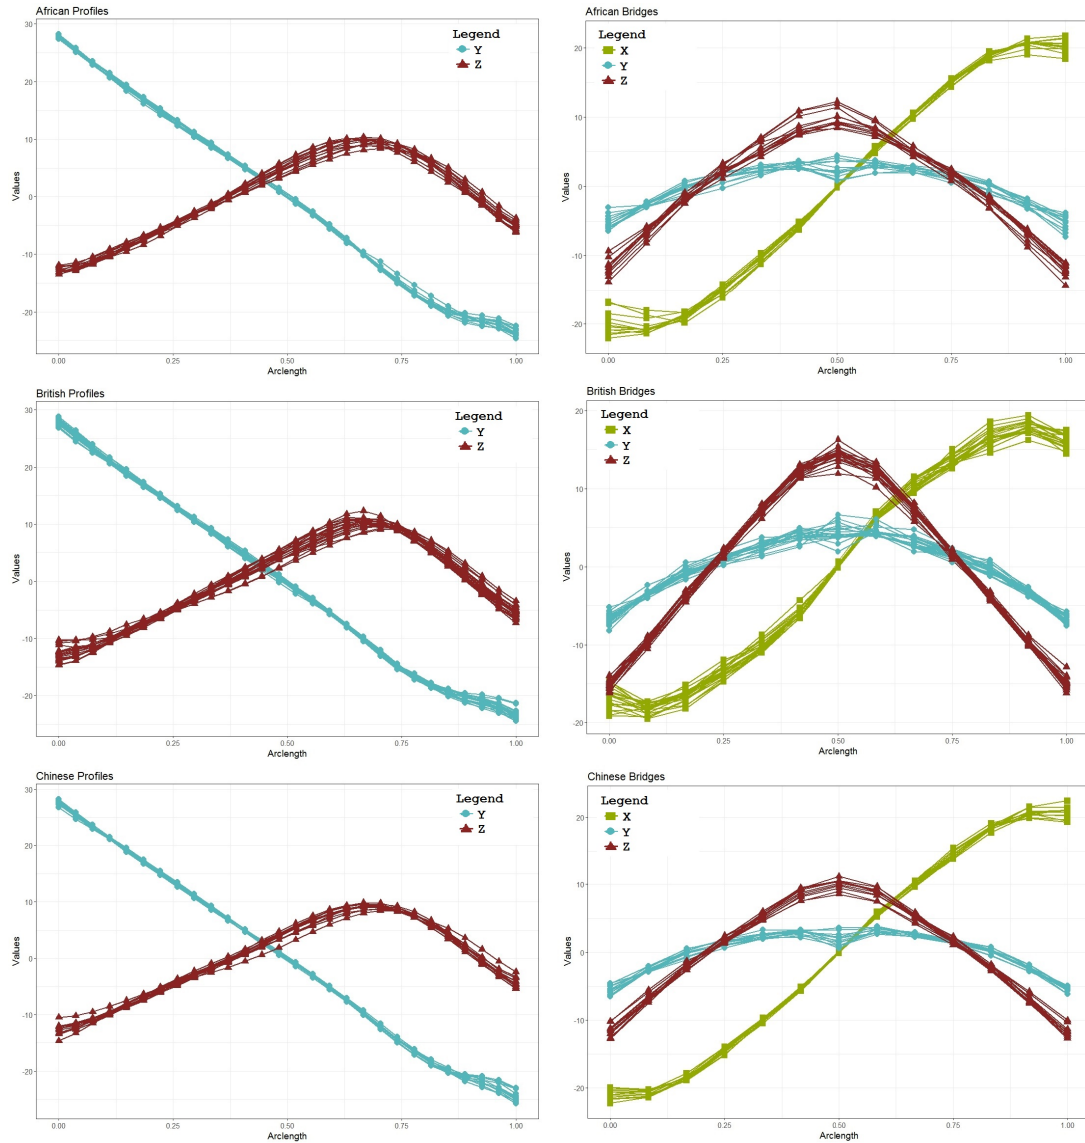 African Profiles
Legend
Y
Z
30
20
10
0
-10
-20
Values
0.00 0.25 0.50 0.75 1.00
Arclength
African Bridges
Legend
X
Y
Z
20
10
0
-10
-20
Values
0.00 0.25 0.50 0.75 1.00
Arclength
British Profiles
Legend
Y
Z
30
20
10
0
-10
-20
Values
0.00 0.25 0.50 0.75 1.00
Arclength
British Bridges
Legend
X
Y
Z
20
10
0
-10
-20
Values
0.00 0.25 0.50 0.75 1.00
Arclength
Chinese Profiles
Legend
Y
Z
30
20
10
0
-10
-20
Values
0.00 0.25 0.50 0.75 1.00
Arclength
Chinese Bridges
Legend
X
Y
Z
20
10
0
-10
-20
Values
0.00 0.25 0.50 0.75 1.00
Arclength